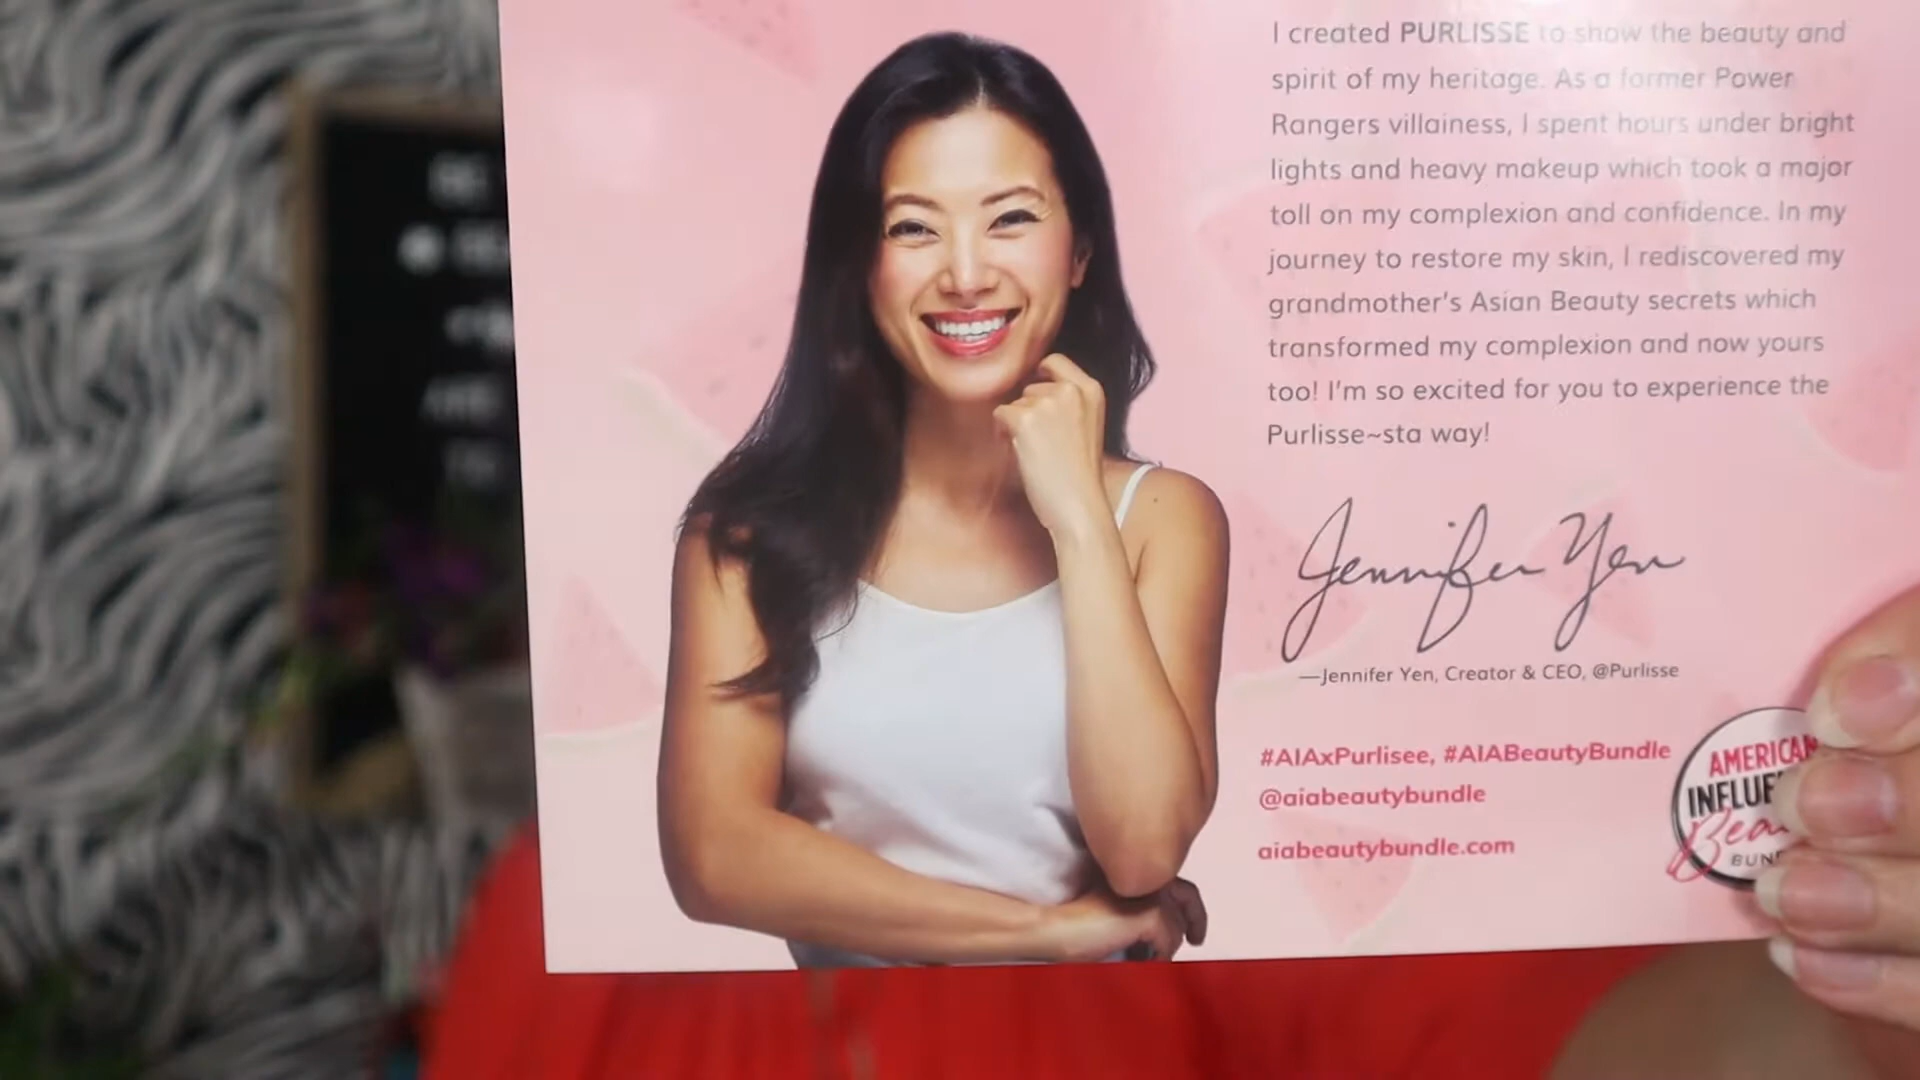 I created PURLISSE to show the beauty and
spirit of my heritage. As a former Power
Rangers villainess, I spent hours under bright
lights and heavy makeup which took a major
toll on my complexion and confidence. In my
journey to restore my skin, I rediscovered my
grandmother's Asian Beauty secrets which
transformed my complexion and now yours
too! I'm so excited for you to experience the
Purlisse~sta way!
Jennifer Yen
—Jennifer Yen, Creator & CEO, @Purlisse
#AIAxPurlisee, #AIABeautyBundle
@aiabeautybundle
aiabeautybundle.com
AMERICAN